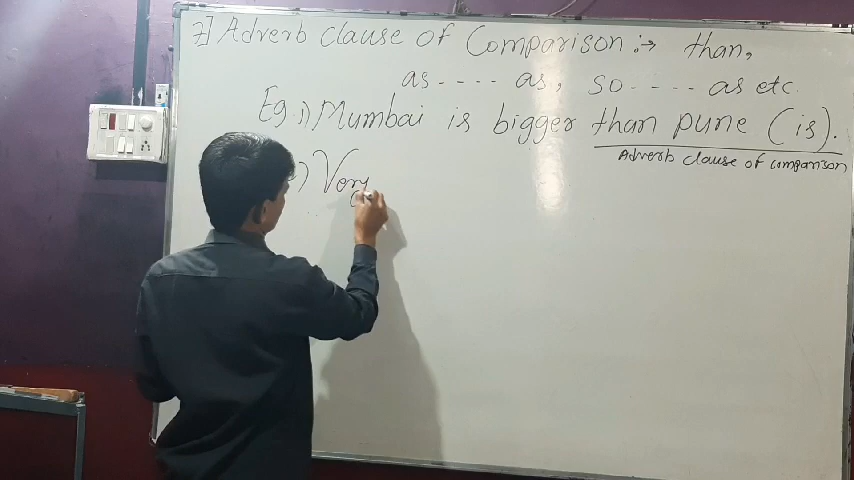 7] Adverb clause of Comparison :→ than,
as ---- as, so ---- as etc.
Eg. 1) Mumbai is bigger than pune (is).
Adverb clause of comparison
) Very